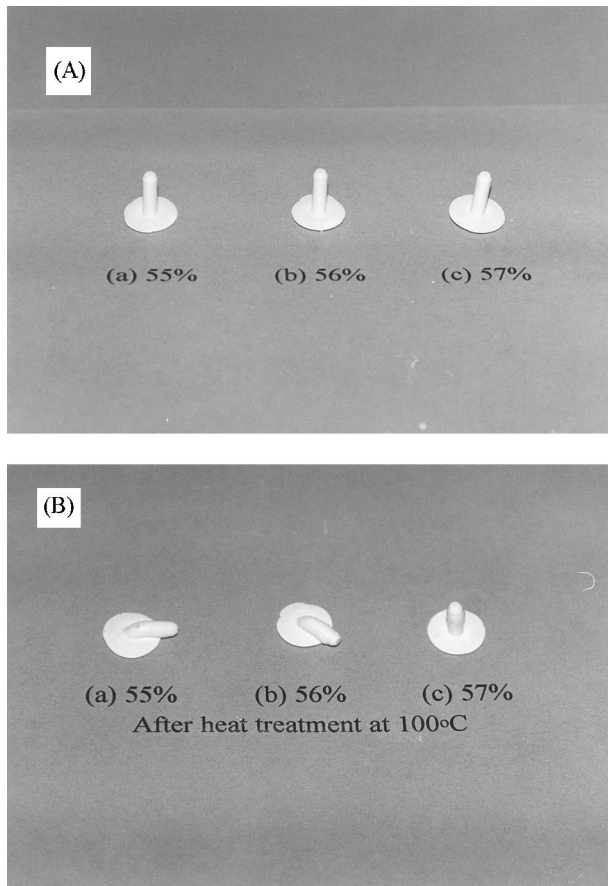 (A)
(a) 55% (b) 56% (c) 57%
(B)
(a) 55% (b) 56% (c) 57%
After heat treatment at 100oC